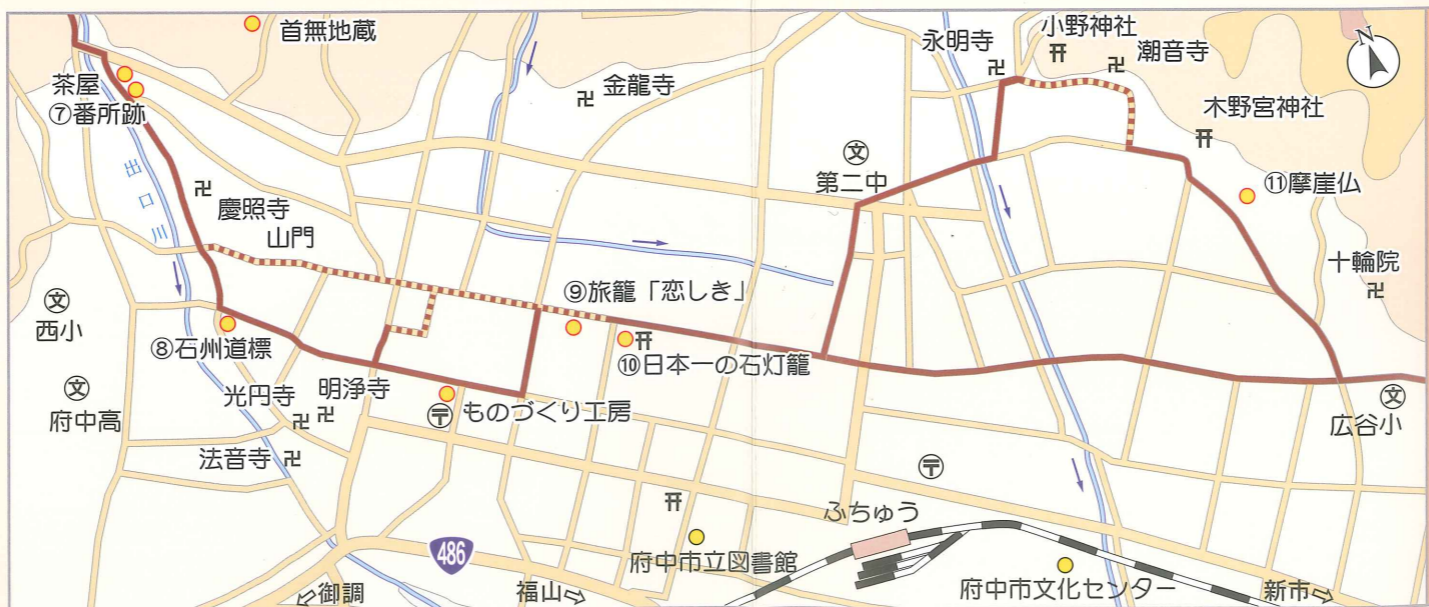 首無地蔵
永明寺
小野神社
潮音寺
N
茶屋
⑦番所跡
金龍寺
木野宮神社
出口川
文
第二中
⑪摩崖仏
慶照寺
山門
十輪院
⑨旅籠「恋しき」
文
西小
⑧石州道標
⑩日本一の石灯籠
文
府中高
光円寺
明浄寺
〒
ものづくり工房
文
広谷小
法音寺
〒
ふちゅう
486
府中市立図書館
府中市文化センター
御調
福山
新市